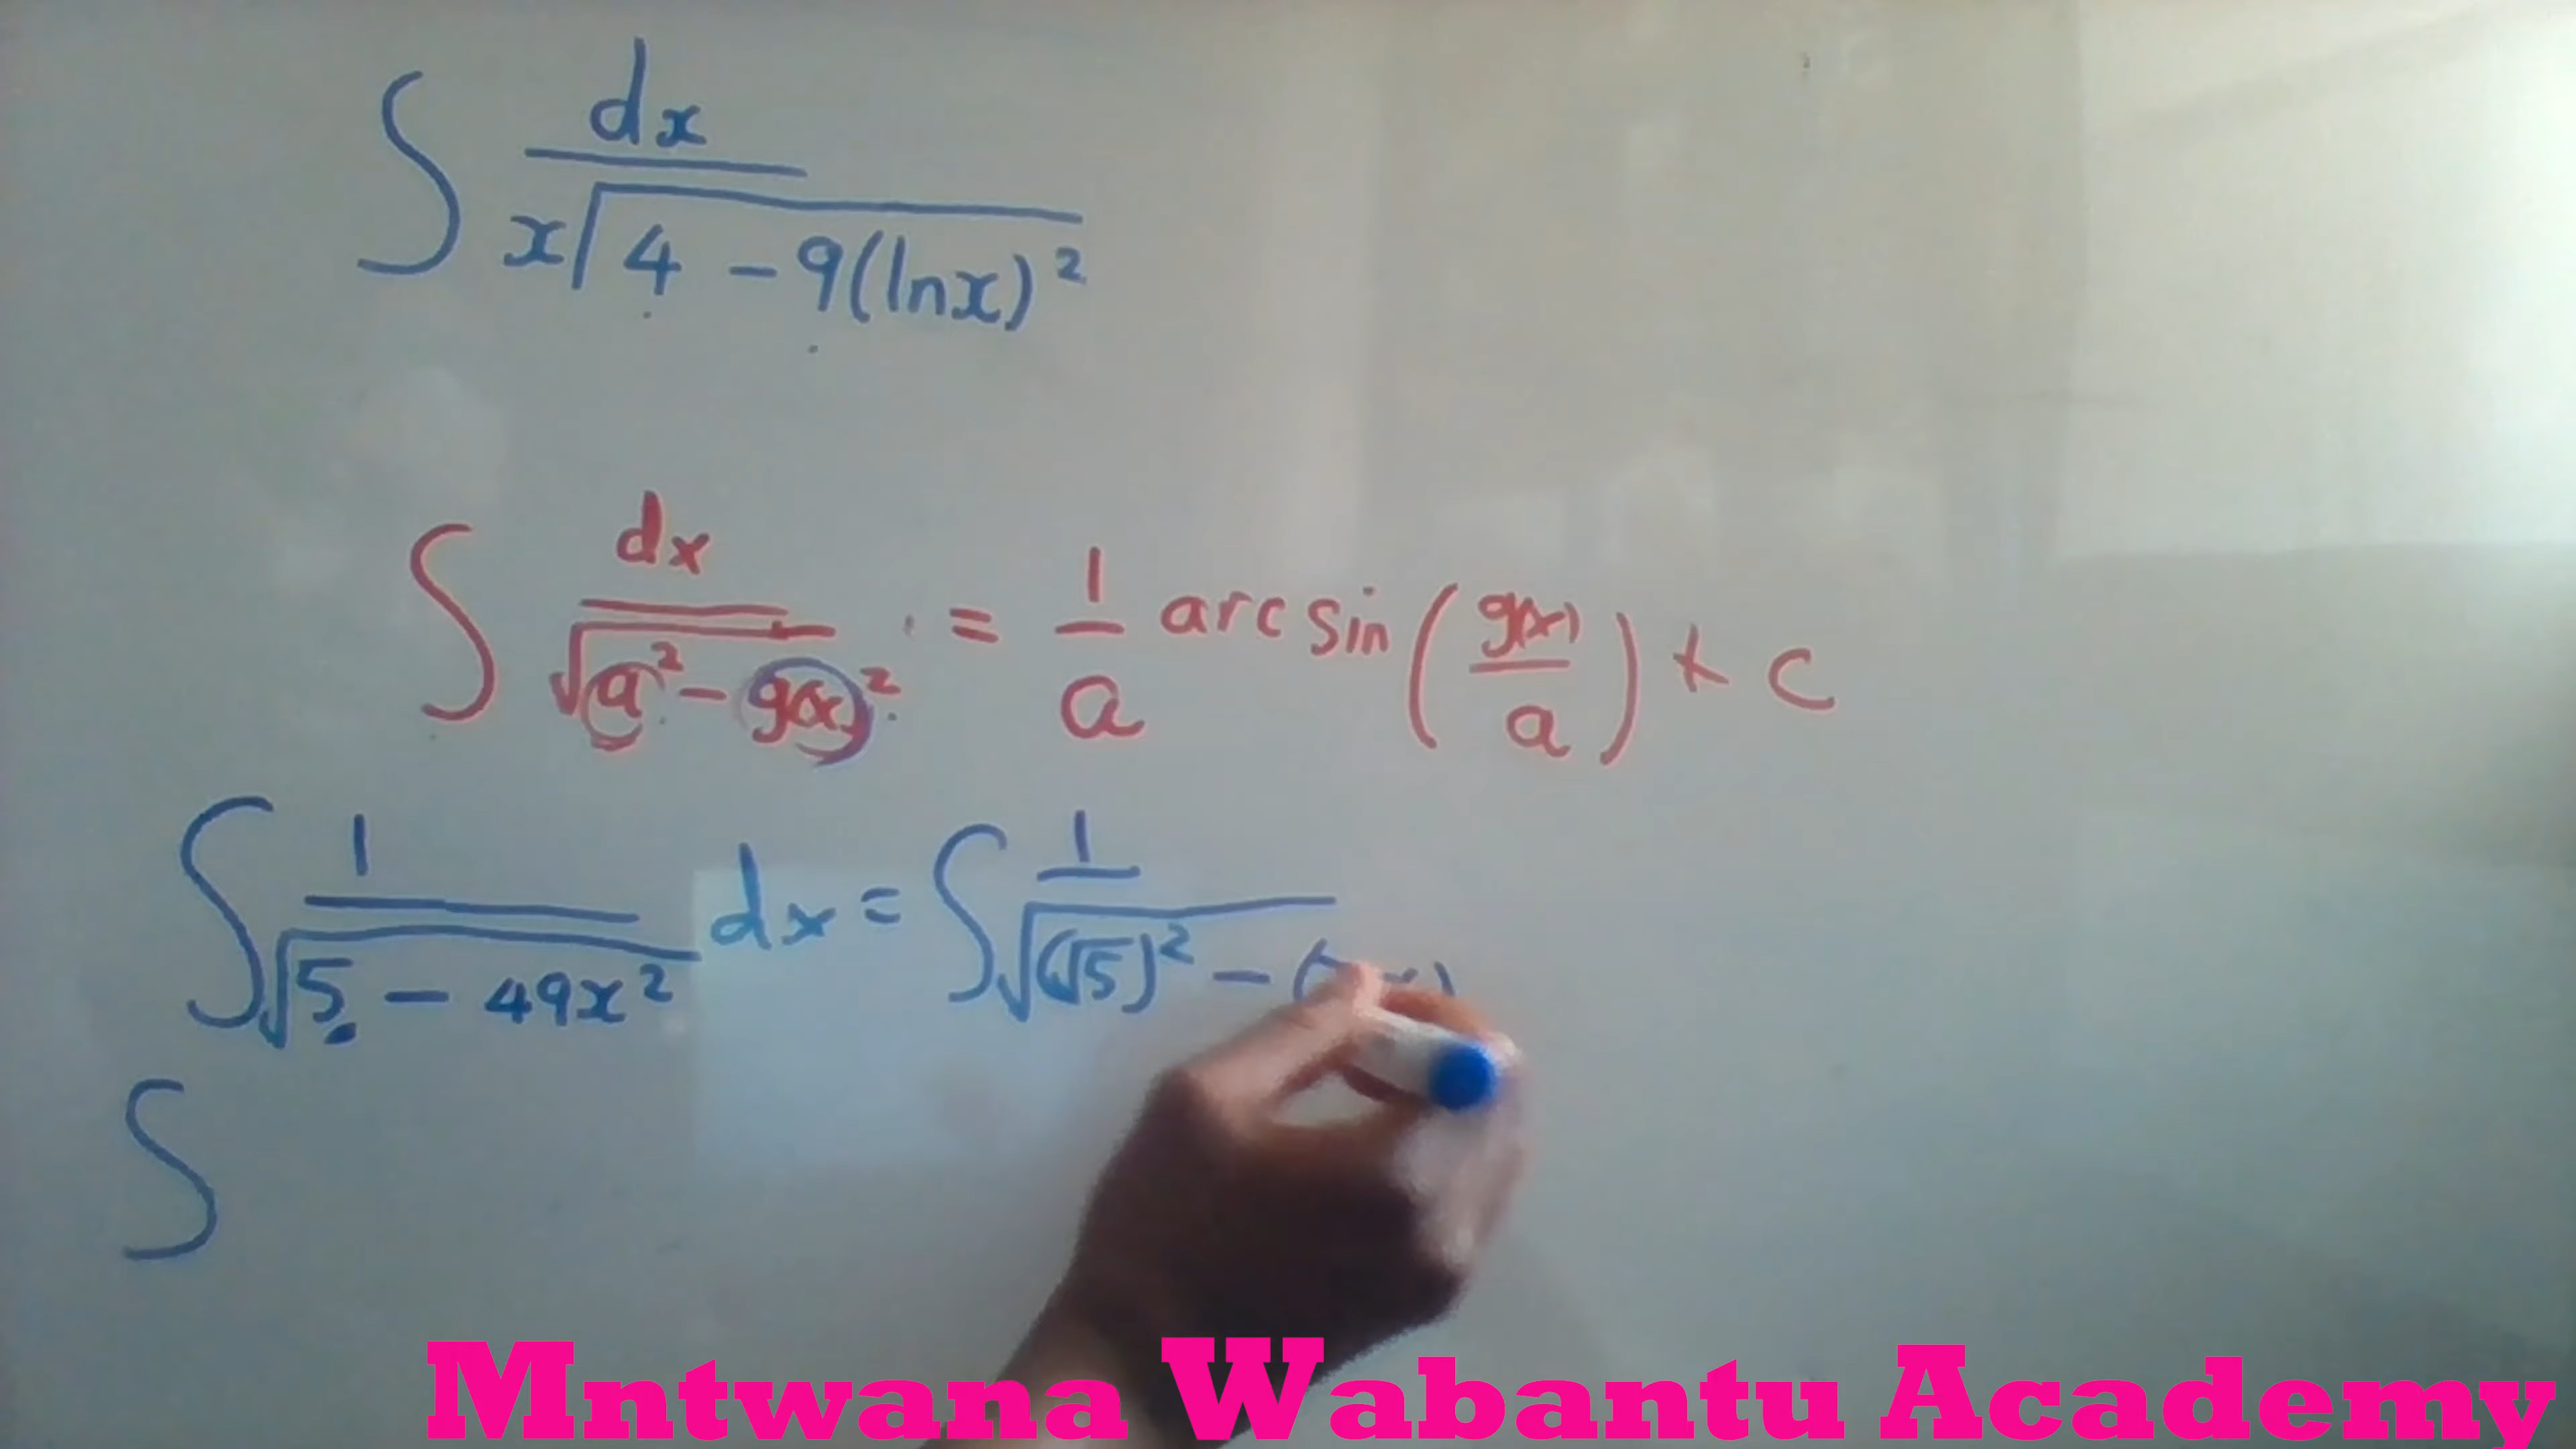 ∫ dx / x√4 - 9(lnx)²
∫ dx / √a² - g(x)² = 1/a arcsin(g(x)/a) + c
∫ 1 / √5 - 49x² dx = ∫ 1 / √(√5)² - (
∫
Mntwana Wabantu Academy